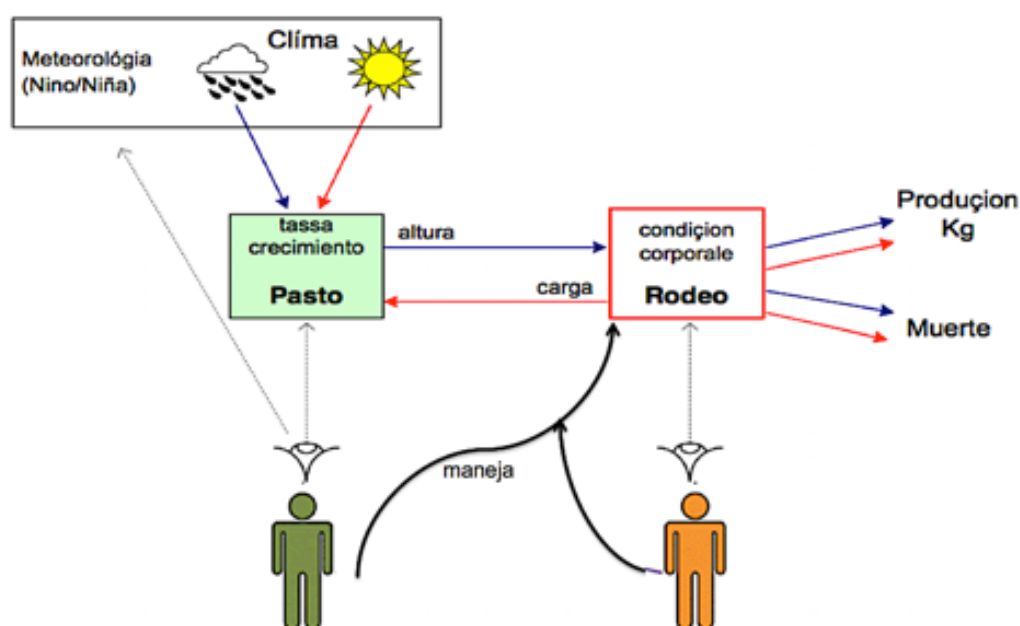 Clíma
Meteorológia
(Nino/Niña)
tassa
crecimiento
Pasto
altura
carga
condiçion
corporale
Rodeo
Produçion
Kg
Muerte
maneja